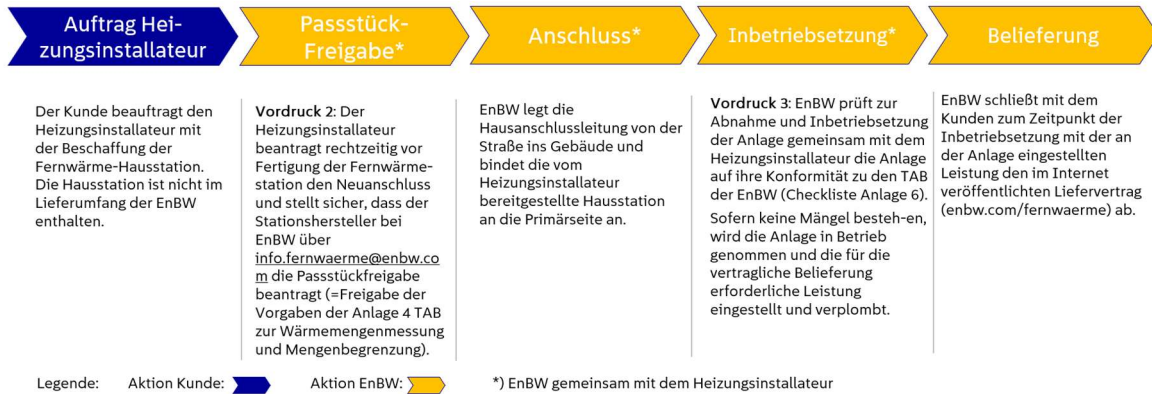 Auftrag Hei-
zungsinstallateur
Passstück-
Freigabe*
Anschluss*
Inbetriebsetzung*
Belieferung
Der Kunde beauftragt den
Heizungsinstallateur mit
der Beschaffung der
Fernwärme-Hausstation.
Die Hausstation ist nicht im
Lieferumfang der EnBW
enthalten.
Vordruck 2: Der
Heizungsinstallateur
beantragt rechtzeitig vor
Fertigung der Fernwärme-
station den Neuanschluss
und stellt sicher, dass der
Stationshersteller bei
EnBW über
info.fernwaerme@enbw.co
m die Passstückfreigabe
beantragt (=Freigabe der
Vorgaben der Anlage 4 TAB
zur Wärmemengenmessung
und Mengenbegrenzung).
EnBW legt die
Hausanschlussleitung von der
Straße ins Gebäude und
bindet die vom
Heizungsinstallateur
bereitgestellte Hausstation
an die Primärseite an.
Vordruck 3: EnBW prüft zur
Abnahme und Inbetriebsetzung
der Anlage gemeinsam mit dem
Heizungsinstallateur die Anlage
auf ihre Konformität zu den TAB
der EnBW (Checkliste Anlage 6).
Sofern keine Mängel besteh-en,
wird die Anlage in Betrieb
genommen und die für die
vertragliche Belieferung
erforderliche Leistung
eingestellt und verplombt.
EnBW schließt mit dem
Kunden zum Zeitpunkt der
Inbetriebsetzung mit der an
der Anlage eingestellten
Leistung den im Internet
veröffentlichten Liefervertrag
(enbw.com/fernwaerme) ab.
Legende: Aktion Kunde: Aktion EnBW: *) EnBW gemeinsam mit dem Heizungsinstallateur